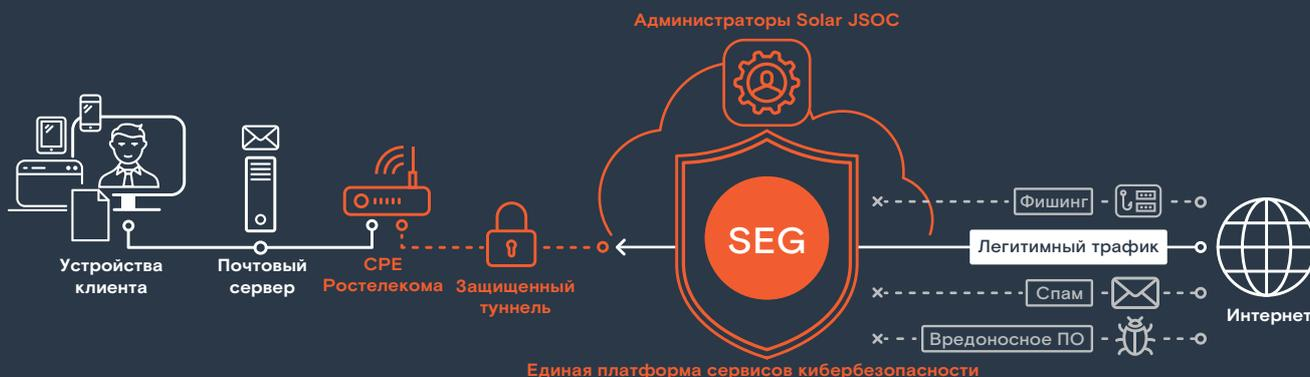 Администраторы Solar JSOC
SEG
Фишинг
Легитимный трафик
Спам
Вредоносное ПО
Интернет
Устройства
клиента
Почтовый
сервер
CPE
Ростелекома
Защищенный
туннель
Единая платформа сервисов кибербезопасности